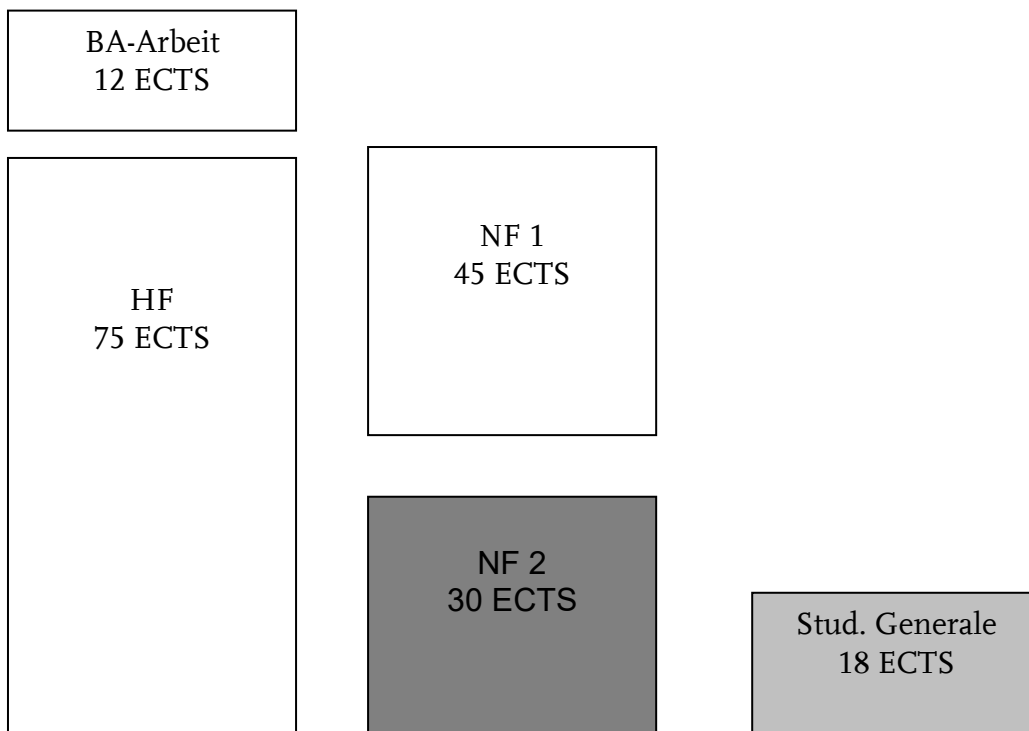 BA-Arbeit
12 ECTS
HF
75 ECTS
NF 1
45 ECTS
NF 2
30 ECTS
Stud. Generale
18 ECTS